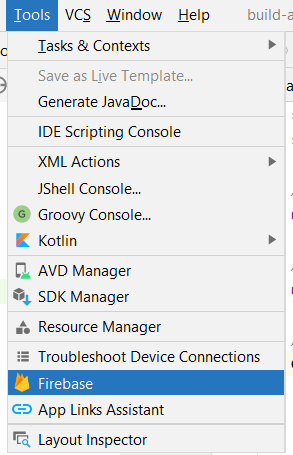 Tools VCS Window Help build-a
Tasks & Contexts
Save as Live Template...
Generate JavaDoc...
IDE Scripting Console
XML Actions
JShell Console...
G Groovy Console...
Kotlin
AVD Manager
SDK Manager
Resource Manager
Troubleshoot Device Connections
Firebase
App Links Assistant
Layout Inspector